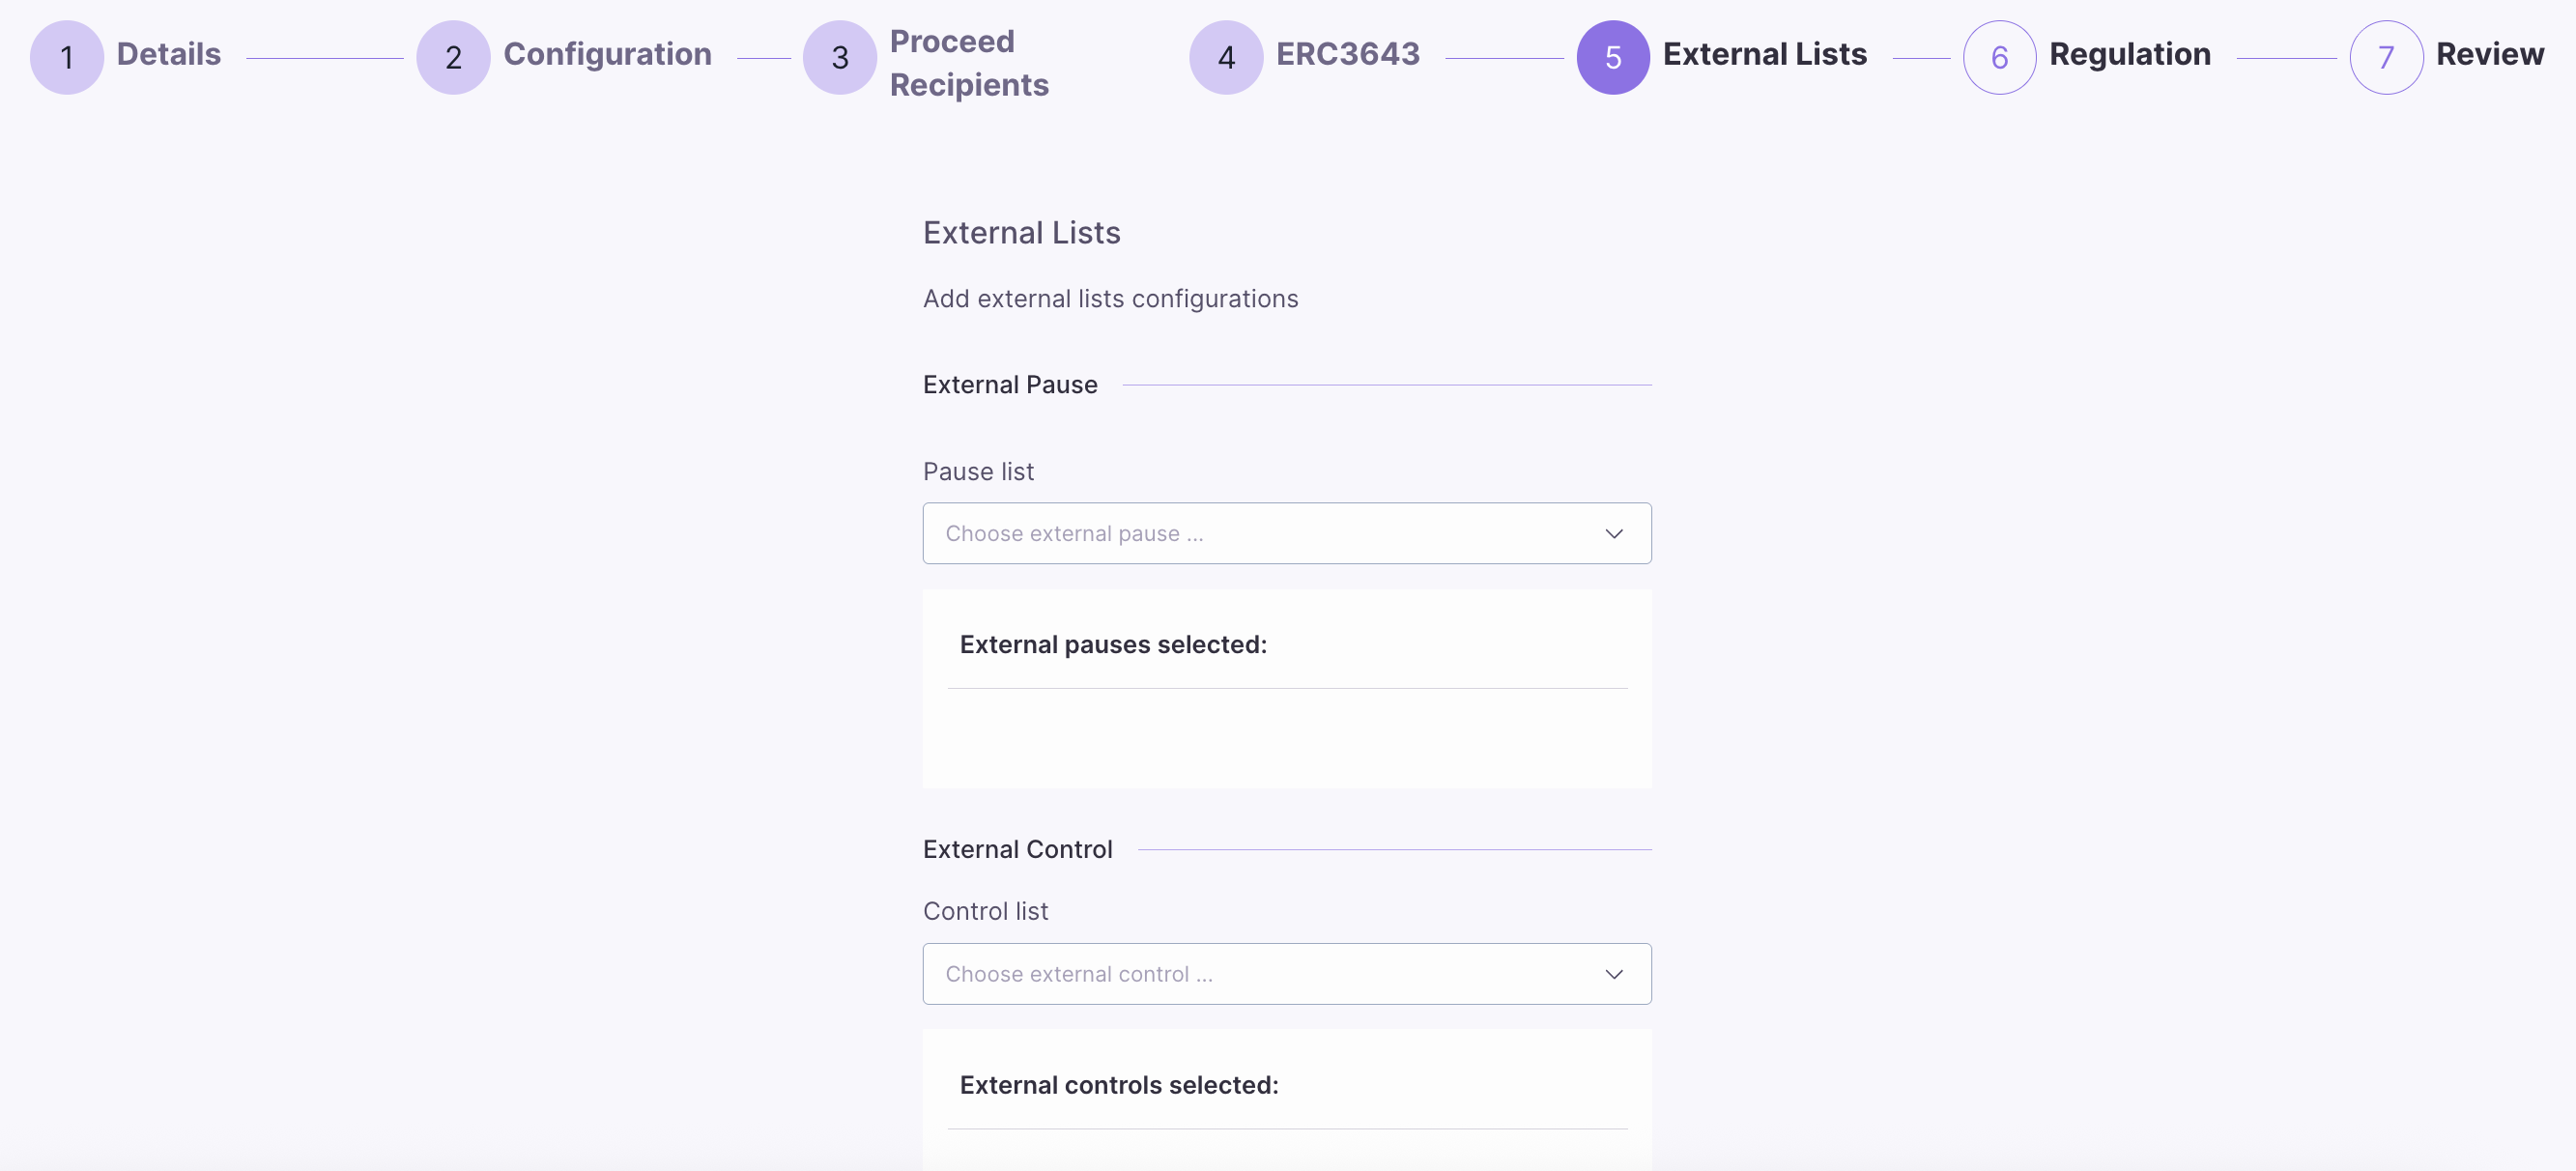 1 Details
2 Configuration
3 Proceed
Recipients
4 ERC3643
5 External Lists
6 Regulation
7 Review
External Lists
Add external lists configurations
External Pause
Pause list
Choose external pause ...
External pauses selected:
External Control
Control list
Choose external control ...
External controls selected: